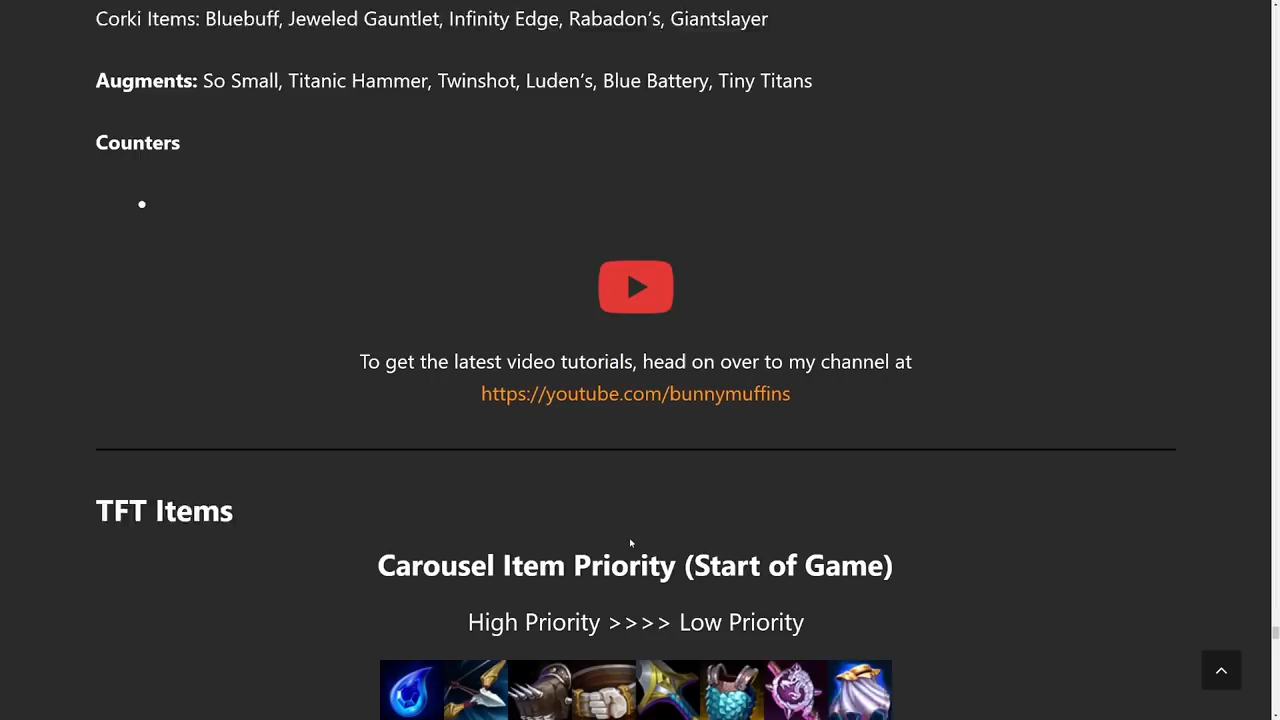 Corki Items: Bluebuff, Jeweled Gauntlet, Infinity Edge, Rabadon’s, Giantslayer
Augments: So Small, Titanic Hammer, Twinshot, Luden’s, Blue Battery, Tiny Titans
Counters
To get the latest video tutorials, head on over to my channel at
https://youtube.com/bunnymuffins
TFT Items
Carousel Item Priority (Start of Game)
High Priority >>>> Low Priority